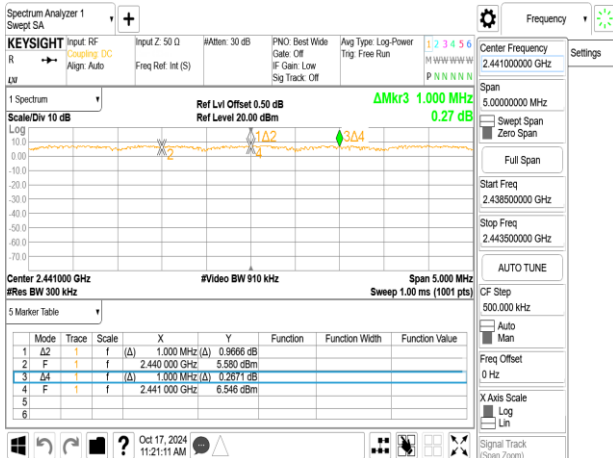 Spectrum Analyzer 1
Swept SA
+
Frequency
Settings
KEYSIGHT
R
Input: RF
Coupling: DC
Align: Auto
Input Z: 50 Ω
Freq Ref: Int (S)
#Atten: 30 dB
PNO: Best Wide
Gate: Off
IF Gain: Low
Sig Track: Off
Avg Type: Log-Power
Trig: Free Run
1 2 3 4 5 6
M W W W W W
P N N N N N
1 Spectrum
Scale/Div 10 dB
Ref Lvl Offset 0.50 dB
Ref Level 20.00 dBm
ΔMkr3 1.000 MHz
0.27 dB
Log
10.0
0.00
-10.0
-20.0
-30.0
-40.0
-50.0
-60.0
-70.0
2
1Δ2
4
3Δ4
Center 2.441000 GHz
#Res BW 300 kHz
#Video BW 910 kHz
Span 5.000 MHz
Sweep 1.00 ms (1001 pts)
5 Marker Table
Mode Trace Scale X Y Function Function Width Function Value
1 Δ2 1 f (Δ) 1.000 MHz (Δ) 0.9666 dB
2 F 1 f 2.440 000 GHz 5.580 dBm
3 Δ4 1 f (Δ) 1.000 MHz (Δ) 0.2671 dB
4 F 1 f 2.441 000 GHz 6.546 dBm
5
6
Center Frequency
2.441000000 GHz
Span
5.00000000 MHz
Swept Span
Zero Span
Full Span
Start Freq
2.438500000 GHz
Stop Freq
2.443500000 GHz
AUTO TUNE
CF Step
500.000 kHz
Auto
Man
Freq Offset
0 Hz
X Axis Scale
Log
Lin
Signal Track
(Span Zoom)
?
Oct 17, 2024
11:21:11 AM